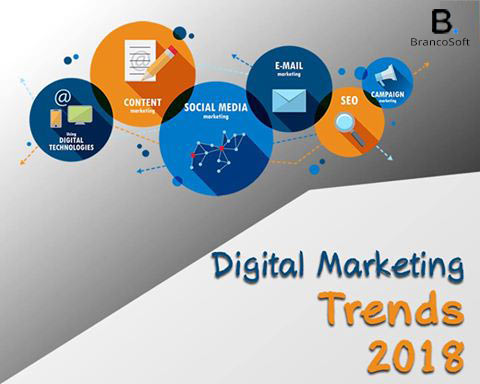 B.
BrancoSoft
@
using
DIGITAL
TECHNOLOGIES
CONTENT
marketing
SOCIAL MEDIA
marketing
E-MAIL
marketing
SEO
CAMPAIGN
marketing
Digital Marketing
Trends
2018